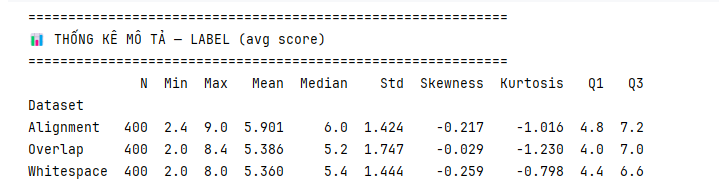 ============================================================
📊 THỐNG KÊ MÔ TẢ — LABEL (avg score)
============================================================
N Min Max Mean Median Std Skewness Kurtosis Q1 Q3
Dataset
Alignment 400 2.4 9.0 5.901 6.0 1.424 -0.217 -1.016 4.8 7.2
Overlap 400 2.0 8.4 5.386 5.2 1.747 -0.029 -1.230 4.0 7.0
Whitespace 400 2.0 8.0 5.360 5.4 1.444 -0.259 -0.798 4.4 6.6